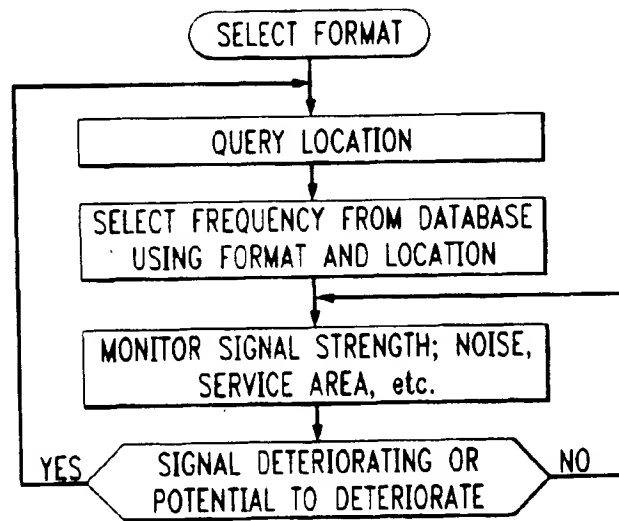 SELECT FORMAT
QUERY LOCATION
SELECT FREQUENCY FROM DATABASE
USING FORMAT AND LOCATION
MONITOR SIGNAL STRENGTH; NOISE,
SERVICE AREA, etc.
YES
SIGNAL DETERIORATING OR
POTENTIAL TO DETERIORATE
NO